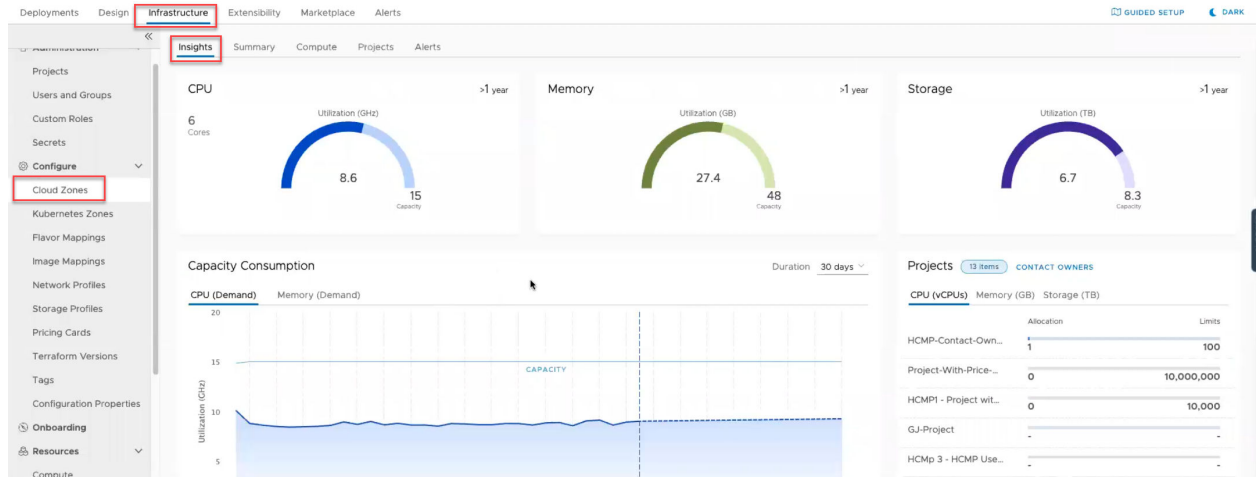 Deployments Design Infrastructure Extensibility Marketplace Alerts GUIDED SETUP DARK
«
Administration
Projects
Users and Groups
Custom Roles
Secrets
Configure
Cloud Zones
Kubernetes Zones
Flavor Mappings
Image Mappings
Network Profiles
Storage Profiles
Pricing Cards
Terraform Versions
Tags
Configuration Properties
Onboarding
Resources
Compute
Insights Summary Compute Projects Alerts
CPU >1 year
6
Cores
Utilization (GHz)
8.6
15
Capacity
Memory >1 year
Utilization (GB)
27.4
48
Capacity
Storage >1 year
Utilization (TB)
6.7
8.3
Capacity
Capacity Consumption Duration 30 days
CPU (Demand) Memory (Demand)
20
15
10
5
Utilization (GHz)
CAPACITY
Projects 13 items CONTACT OWNERS
CPU (vCPUs) Memory (GB) Storage (TB)
Allocation Limits
HCMP-Contact-Own...
1 100
Project-With-Price-...
0 10,000,000
HCMP1 - Project wit...
0 10,000
GJ-Project
- -
HCMp 3 - HCMP Use...
- -